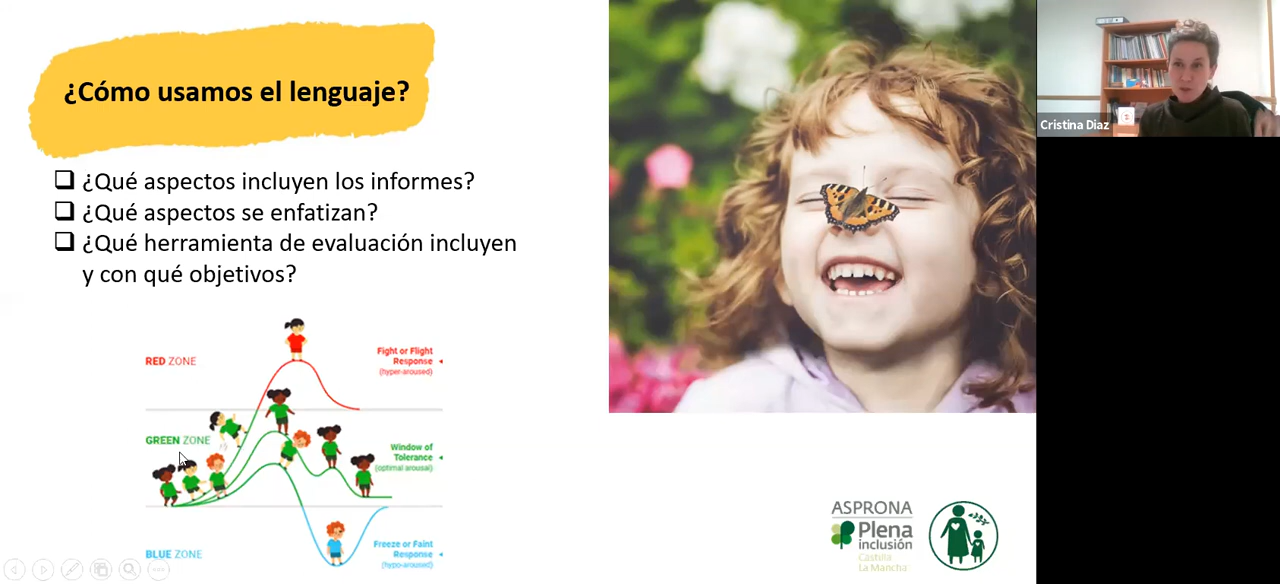 ¿Cómo usamos el lenguaje?
❑ ¿Qué aspectos incluyen los informes?
❑ ¿Qué aspectos se enfatizan?
❑ ¿Qué herramienta de evaluación incluyen
y con qué objetivos?
RED ZONE
Fight or Flight
Response
(hyper-aroused)
GREEN ZONE
Window of
Tolerance
(optimal arousal)
BLUE ZONE
Freeze or Faint
Response
(hypo-aroused)
Cristina Diaz
ASPRONA
Plena
inclusión
Castilla
La Mancha